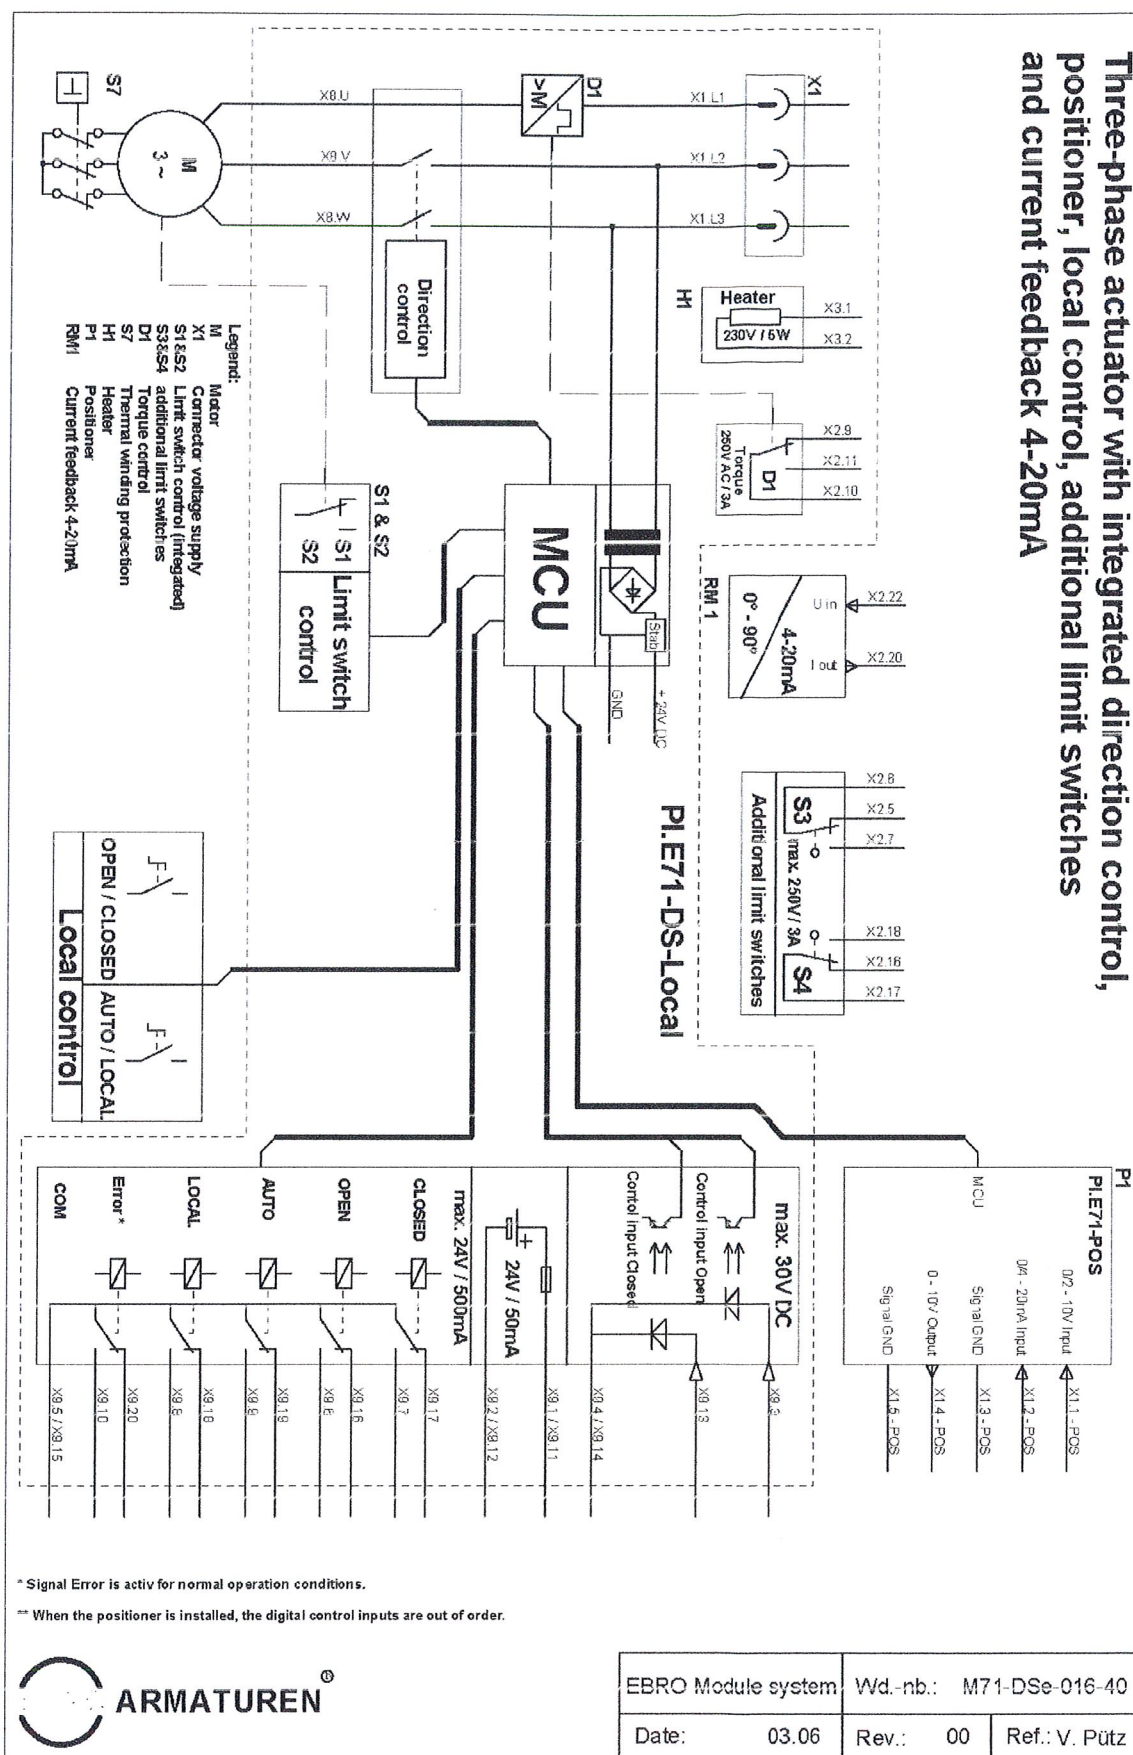 Three-phase actuator with integrated direction control,
positioner, local control, additional limit switches
and current feedback 4-20mA
X1
X1.L1
X1.L2
X1.L3
D1
>M
X8.U
X8.V
X8.W
S7
M
3 ~
Direction
control
H1
Heater
230V / 5W
X3.1
X3.2
X2.9
X2.11
X2.10
D1
Torque
250V AC / 3A
MCU
Stab
+ 24V DC
GND
S1 & S2
S1
S2
Limit switch
control
RM 1
0° - 90°
4-20mA
U in
I out
X2.22
X2.20
X2.6
X2.5
X2.7
X2.18
X2.16
X2.17
S3
max. 250V / 3A
S4
Additional limit switches
PI.E71-DS-Local
Legend:
M Motor
X1 Connector voltage supply
S1 &S2 Limit switch control (integated)
S3&S4 additional limit switches
D1 Torque control
S7 Thermal winding protection
H1 Heater
P1 Positioner
RM1 Current feedback 4-20mA
OPEN / CLOSED
AUTO / LOCAL
Local control
P1
PI.E71-POS
MCU
0/2 - 10V Input
0/4 - 20mA Input
Signal GND
0 - 10V Output
Signal GND
X1.1 - POS
X1.2 - POS
X1.3 - POS
X1.4 - POS
X1.5 - POS
max. 30V DC
Control input Open
Contol input Closed
24V / 50mA
max. 24V / 500mA
CLOSED
OPEN
AUTO
LOCAL
Error*
COM
X9.13
X9.4 / X9.14
X9.1 / X9.11
X9.2 / X9.12
X9.17
X9.7
X9.16
X9.6
X9.19
X9.9
X9.18
X9.8
X9.20
X9.10
X9.5 / X9.15
* Signal Error is activ for normal operation conditions.
** When the positioner is installed, the digital control inputs are out of order.
ARMATUREN®
EBRO Module system
Wd.-nb.: M71-DSe-016-40
Date: 03.06
Rev.: 00
Ref.: V. Pütz